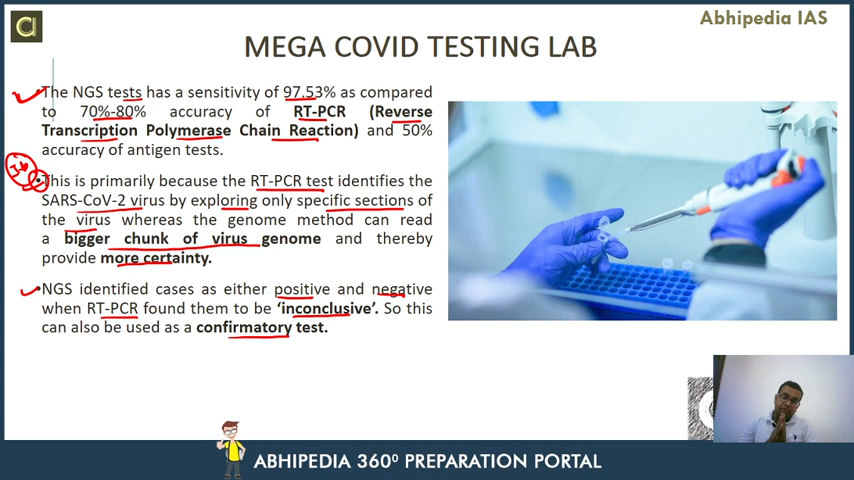 Abhipedia IAS
MEGA COVID TESTING LAB
•The NGS tests has a sensitivity of 97.53% as compared
to 70%-80% accuracy of RT-PCR (Reverse
Transcription Polymerase Chain Reaction) and 50%
accuracy of antigen tests.
•This is primarily because the RT-PCR test identifies the
SARS-CoV-2 virus by exploring only specific sections of
the virus whereas the genome method can read
a bigger chunk of virus genome and thereby
provide more certainty.
•NGS identified cases as either positive and negative
when RT-PCR found them to be ‘inconclusive’. So this
can also be used as a confirmatory test.
ABHIPEDIA 360⁰ PREPARATION PORTAL